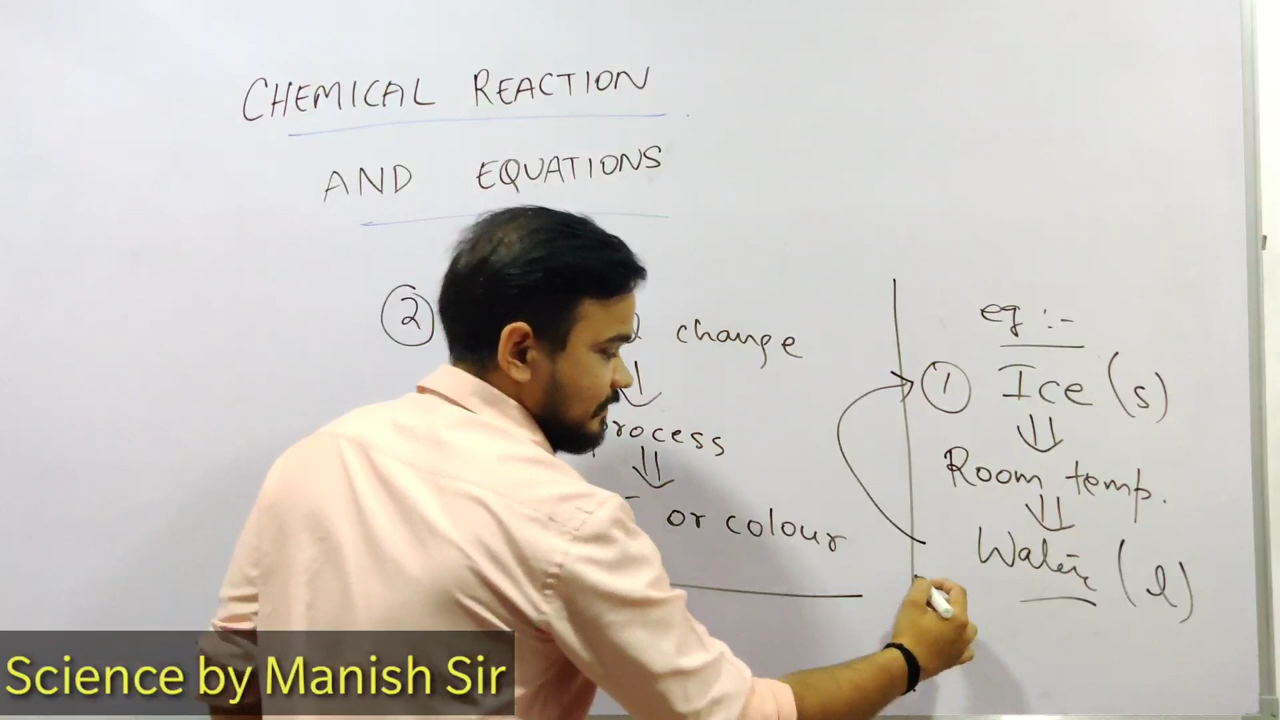 CHEMICAL REACTION
AND EQUATIONS
② change
process
or colour
eg :-
① Ice (s)
Room temp.
Water (l)
Science by Manish Sir